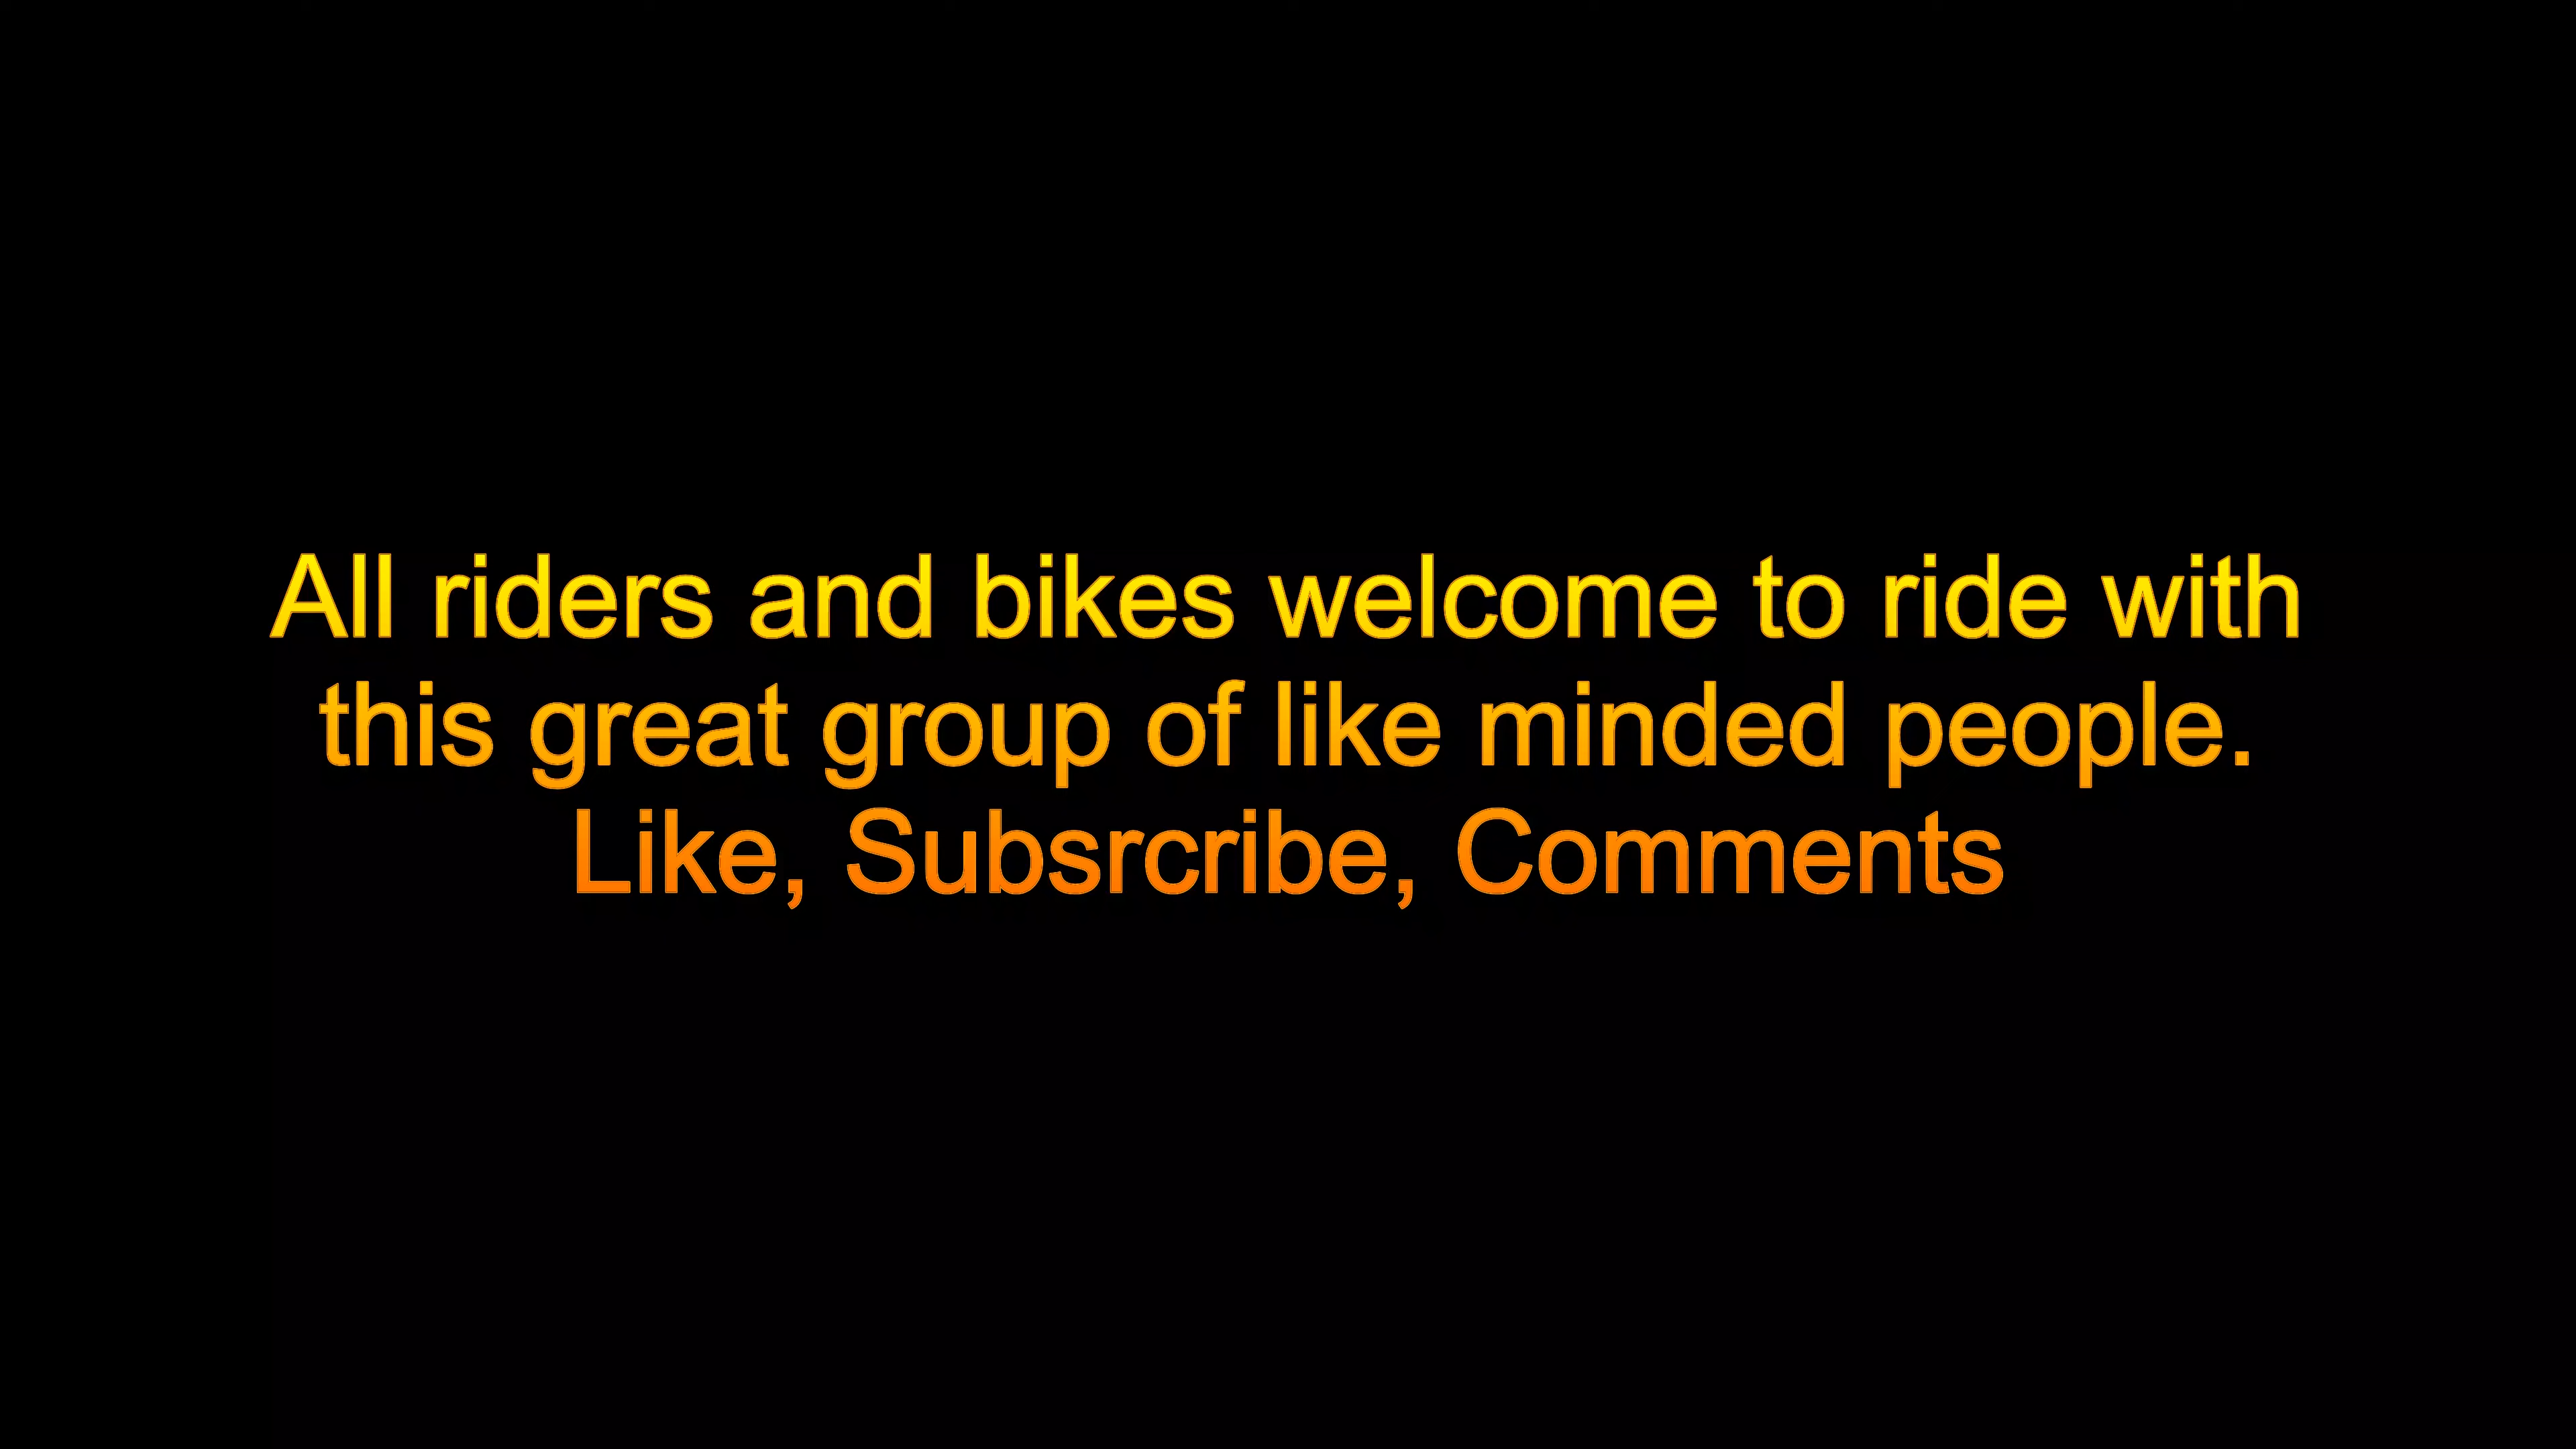 All riders and bikes welcome to ride with
this great group of like minded people.
Like, Subsrcribe, Comments